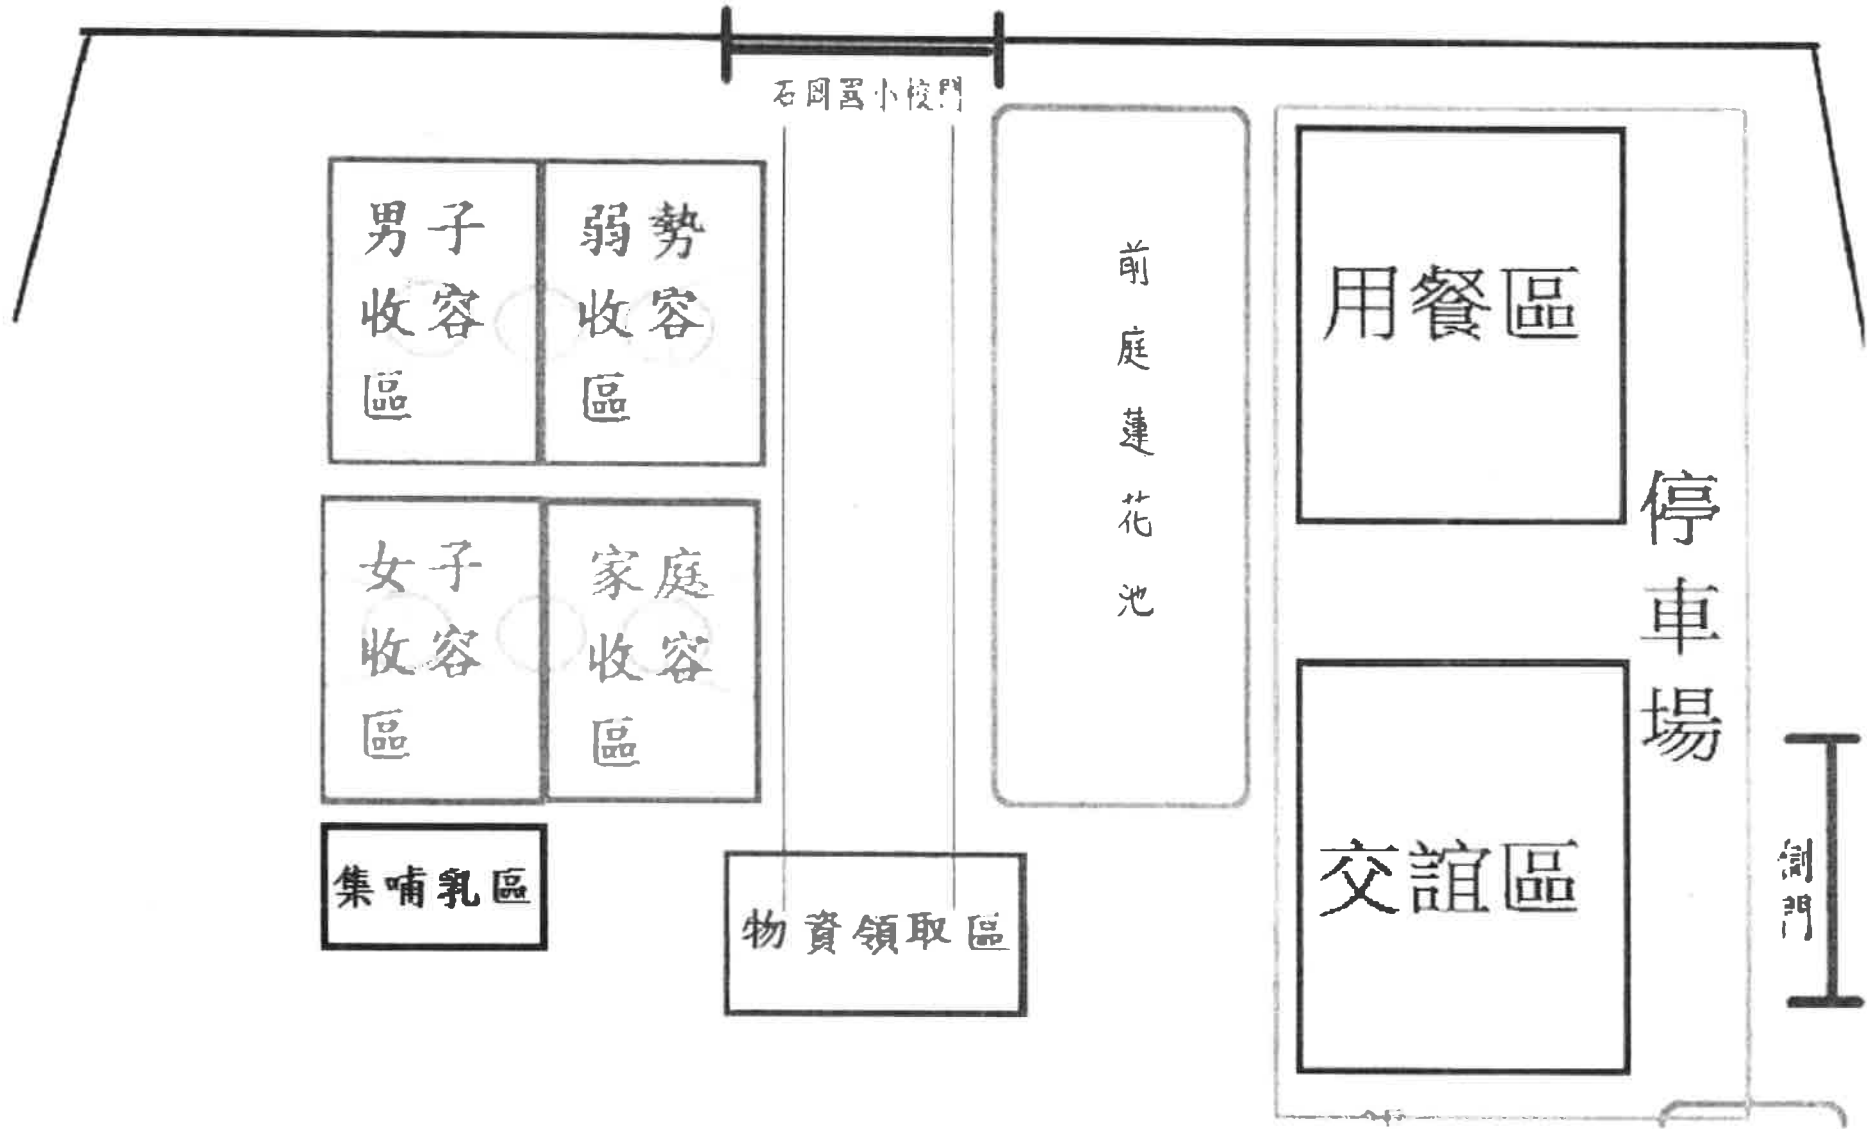 石岡國小校門
男子
收容
區
弱勢
收容
區
女子
收容
區
家庭
收容
區
集哺乳區
物資領取區
前庭蓮花池
用餐區
停車場
交誼區
側門